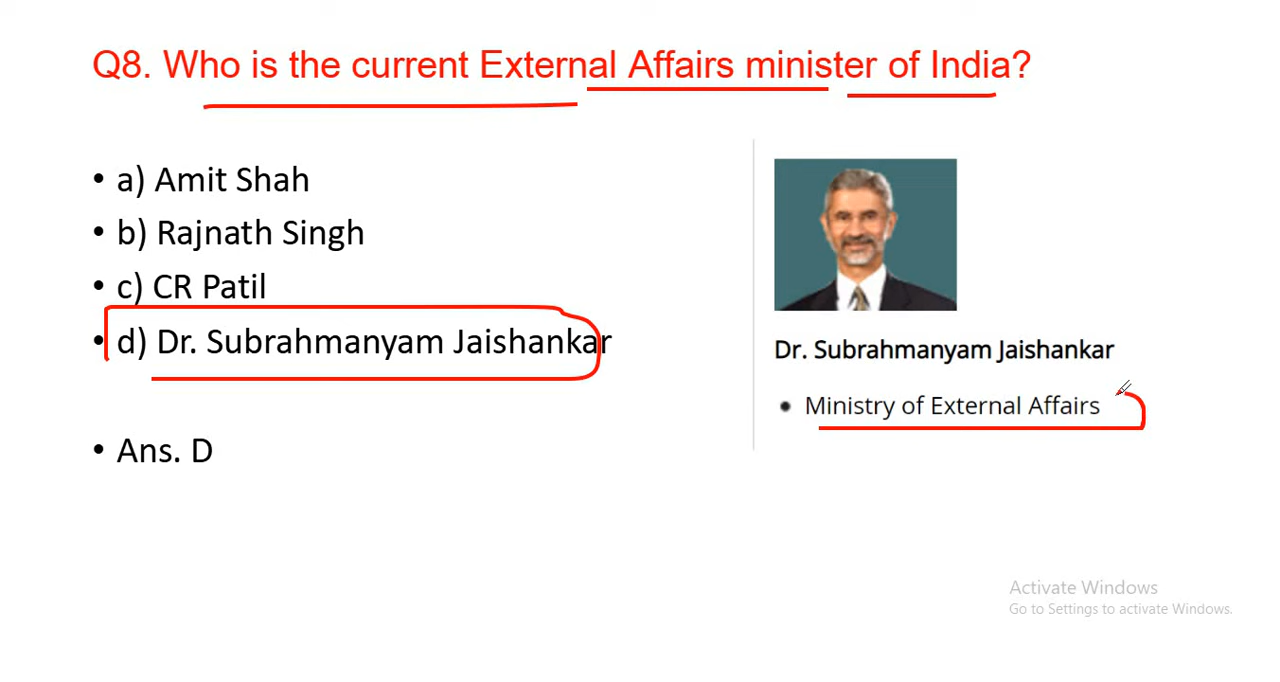 Q8. Who is the current External Affairs minister of India?
• a) Amit Shah
• b) Rajnath Singh
• c) CR Patil
• d) Dr. Subrahmanyam Jaishankar
• Ans. D
Dr. Subrahmanyam Jaishankar
• Ministry of External Affairs
Activate Windows
Go to Settings to activate Windows.